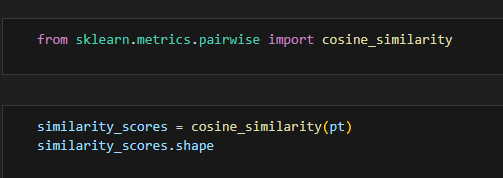 from sklearn.metrics.pairwise import cosine_similarity
similarity_scores = cosine_similarity(pt)
similarity_scores.shape